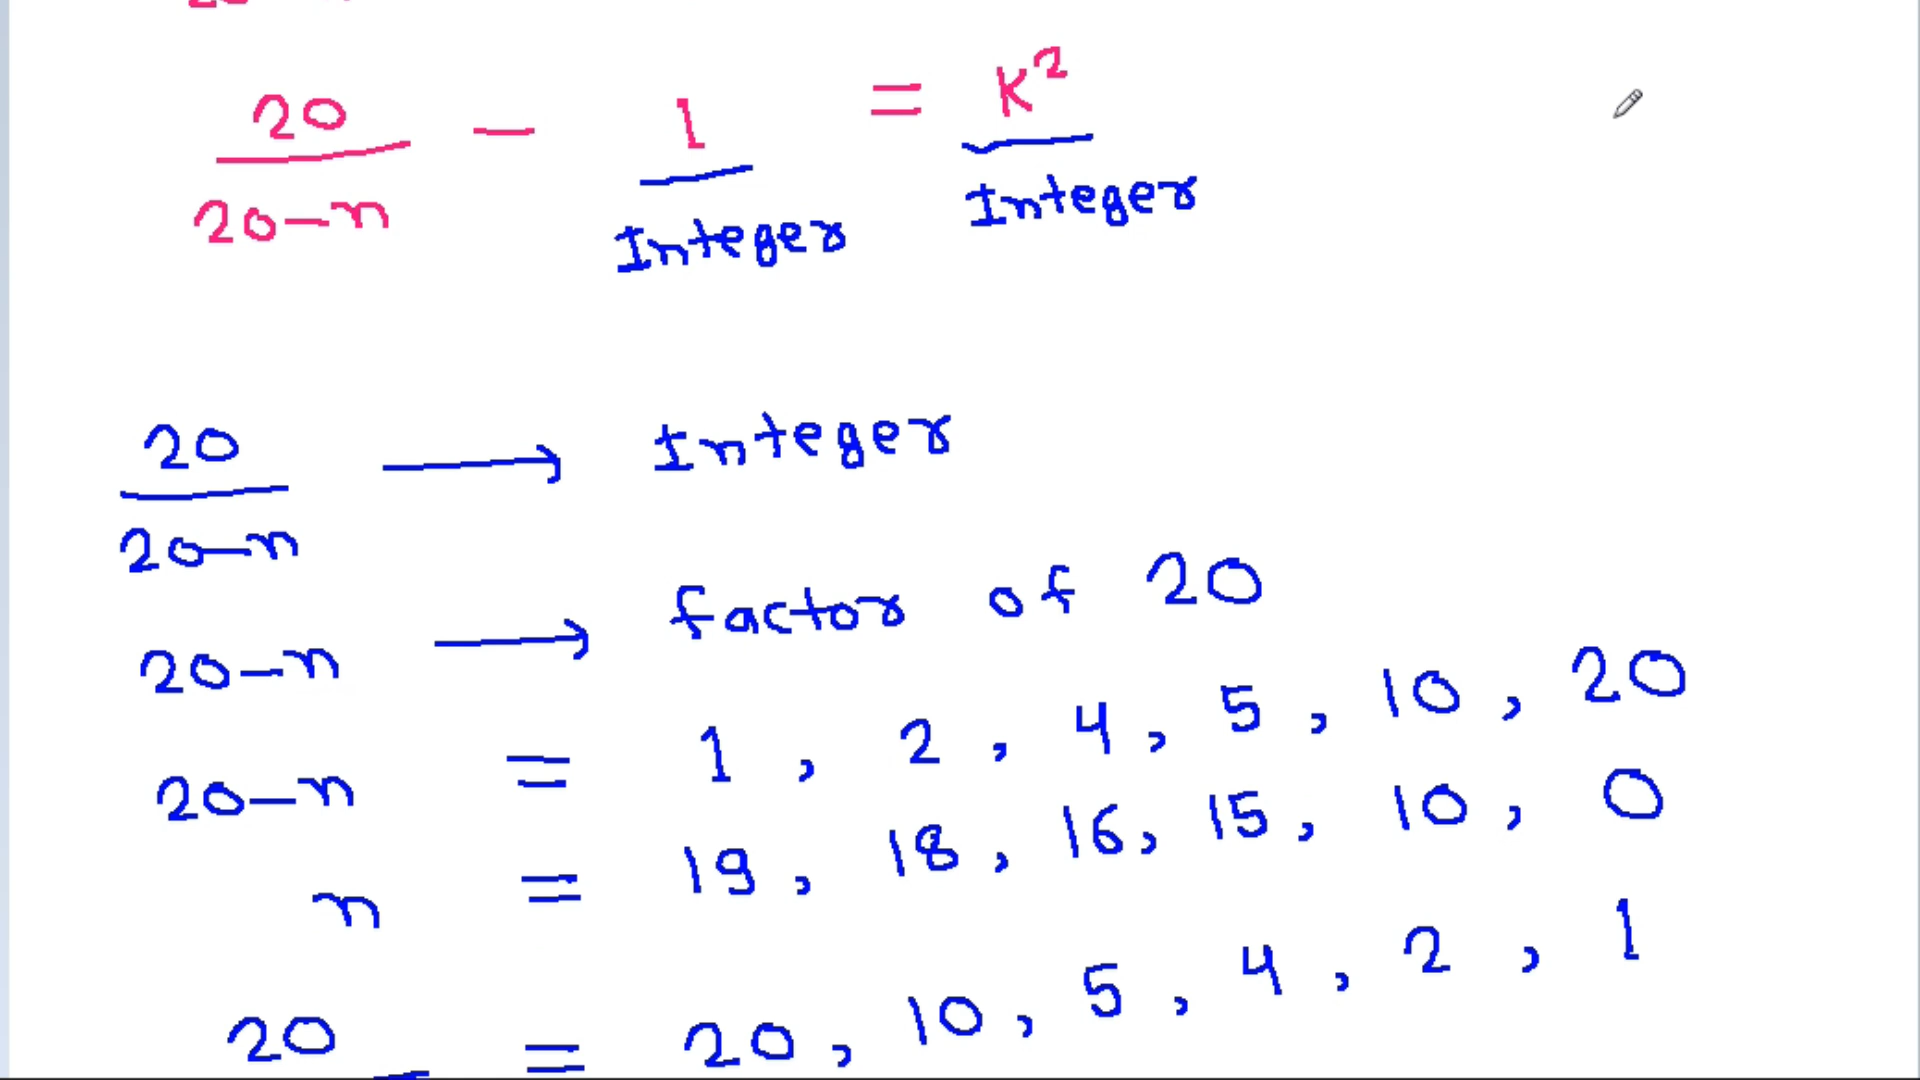 20/(20-n) - 1 = K²
Integer Integer
20/(20-n) → Integer
20-n → factor of 20
20-n = 1, 2, 4, 5, 10, 20
n = 19, 18, 16, 15, 10, 0
20 = 20, 10, 5, 4, 2, 1